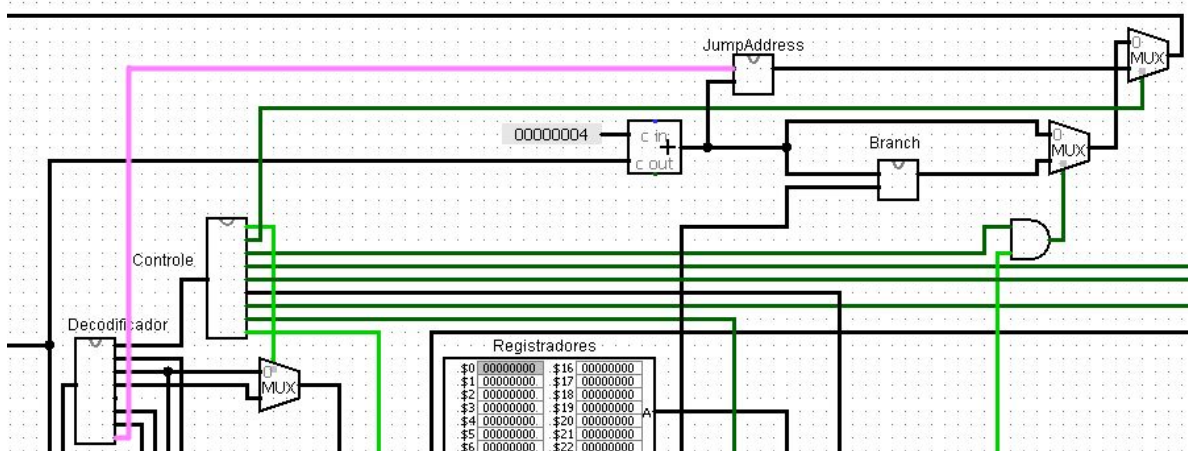 JumpAddress
0
MUX
00000004
c in
+
c out
Branch
0
MUX
Controle
Decodificador
0
MUX
Registradores
$0 00000000 $16 00000000
$1 00000000 $17 00000000
$2 00000000 $18 00000000
$3 00000000 $19 00000000
$4 00000000 $20 00000000
$5 00000000 $21 00000000
$6 00000000 $22 00000000
A